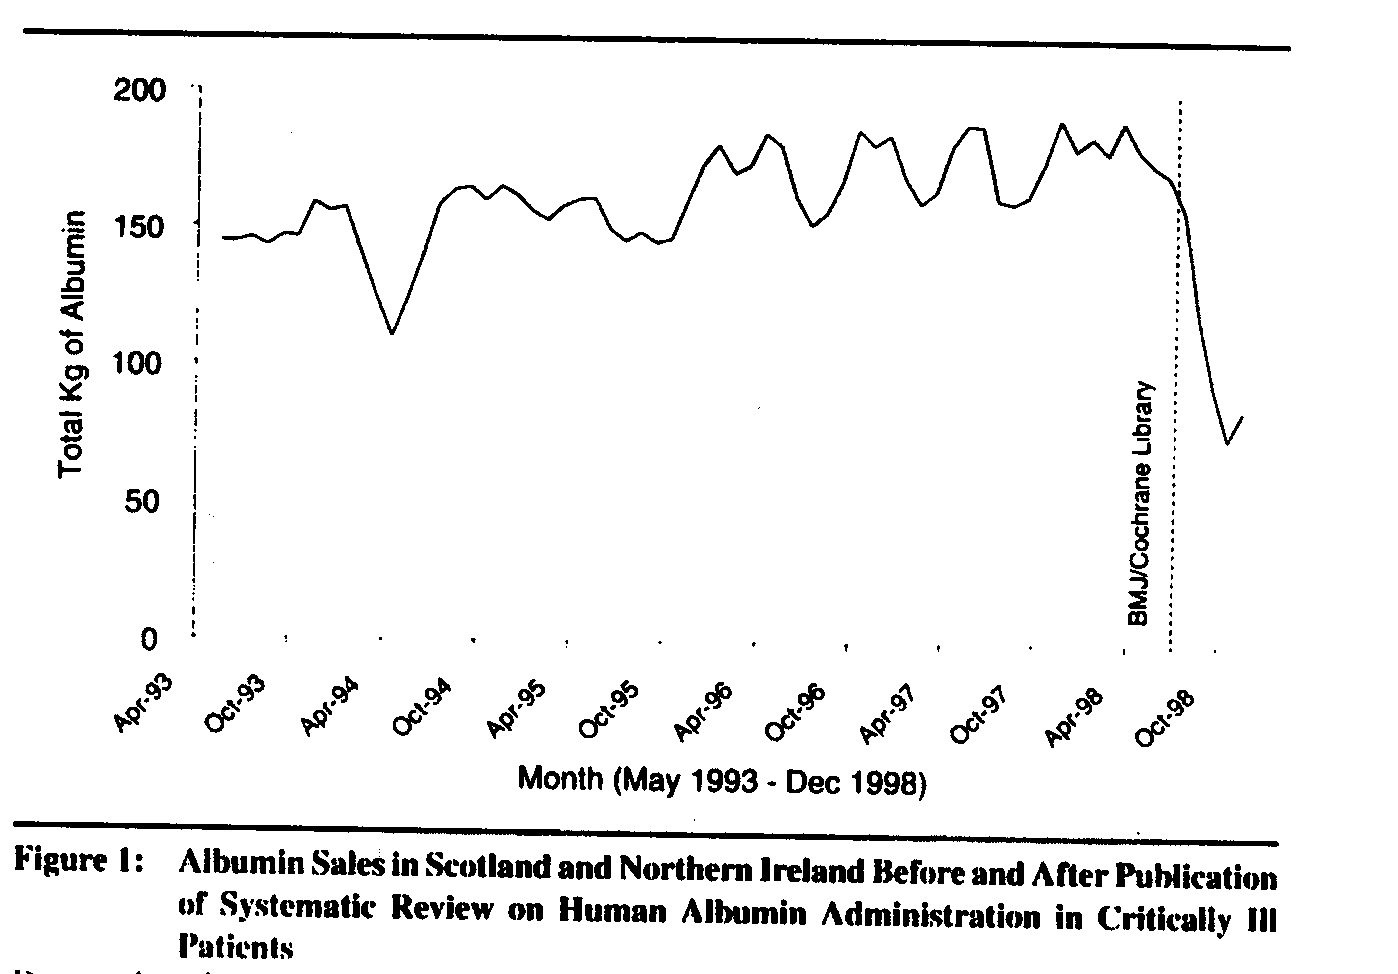 200
150
100
50
0
Total Kg of Albumin
BMJ/Cochrane Library
Apr-93
Oct-93
Apr-94
Oct-94
Apr-95
Oct-95
Apr-96
Oct-96
Apr-97
Oct-97
Apr-98
Oct-98
Month (May 1993 - Dec 1998)
Figure 1: Albumin Sales in Scotland and Northern Ireland Before and After Publication
of Systematic Review on Human Albumin Administration in Critically Ill
Patients